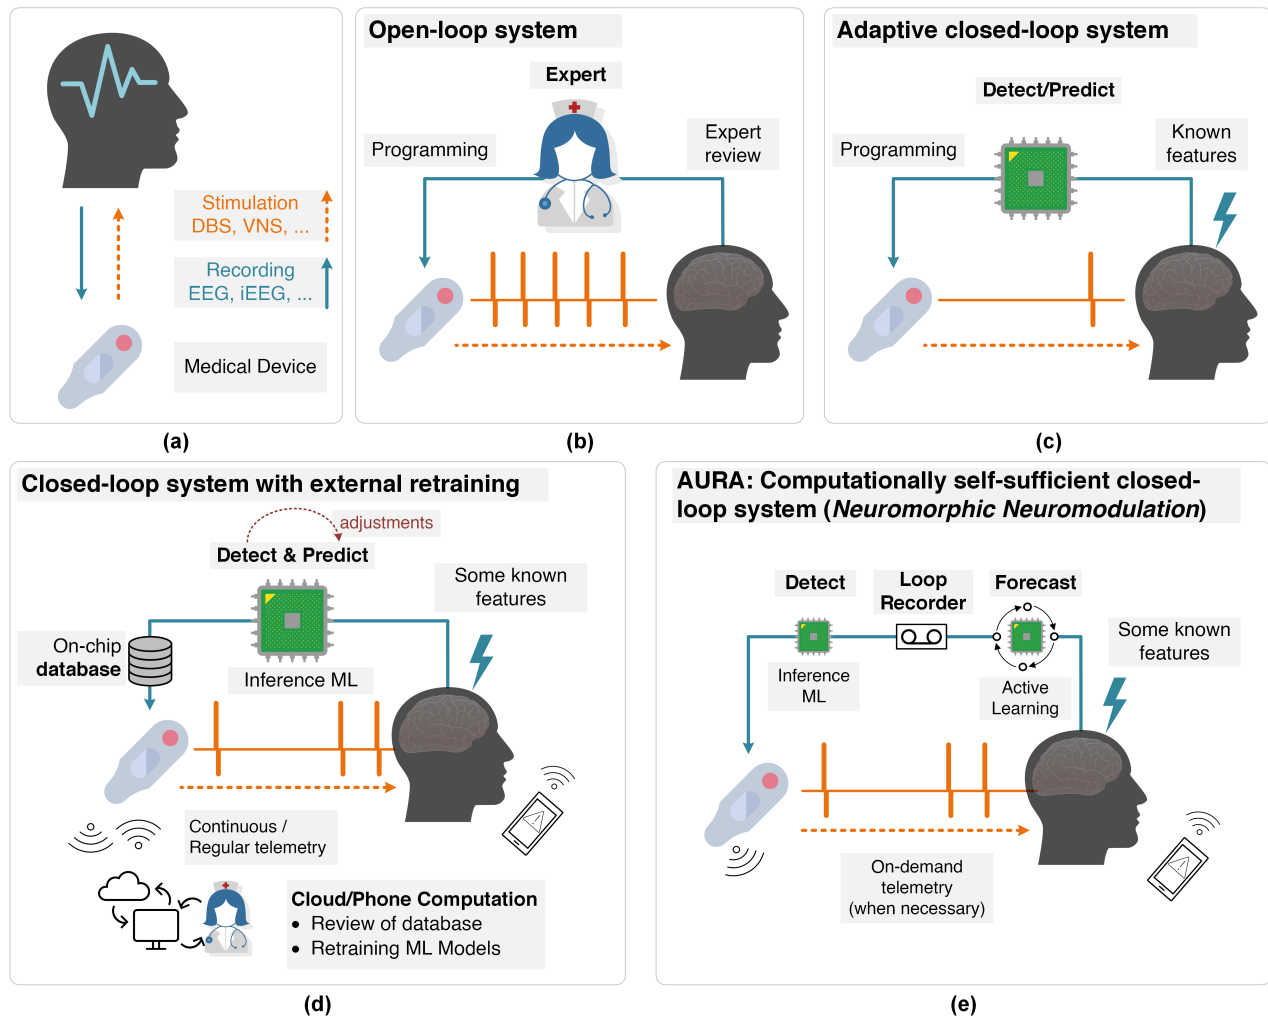 Stimulation
DBS, VNS, ...
Recording
EEG, iEEG, ...
Medical Device
(a)
Open-loop system
Expert
Programming
Expert
review
(b)
Adaptive closed-loop system
Detect/Predict
Programming
Known
features
(c)
Closed-loop system with external retraining
adjustments
Detect & Predict
Some known
features
On-chip
database
Inference ML
Continuous /
Regular telemetry
Cloud/Phone Computation
• Review of database
• Retraining ML Models
(d)
AURA: Computationally self-sufficient closed-
loop system (Neuromorphic Neuromodulation)
Detect
Loop
Recorder
Forecast
Some known
features
Inference
ML
Active
Learning
On-demand
telemetry
(when necessary)
(e)